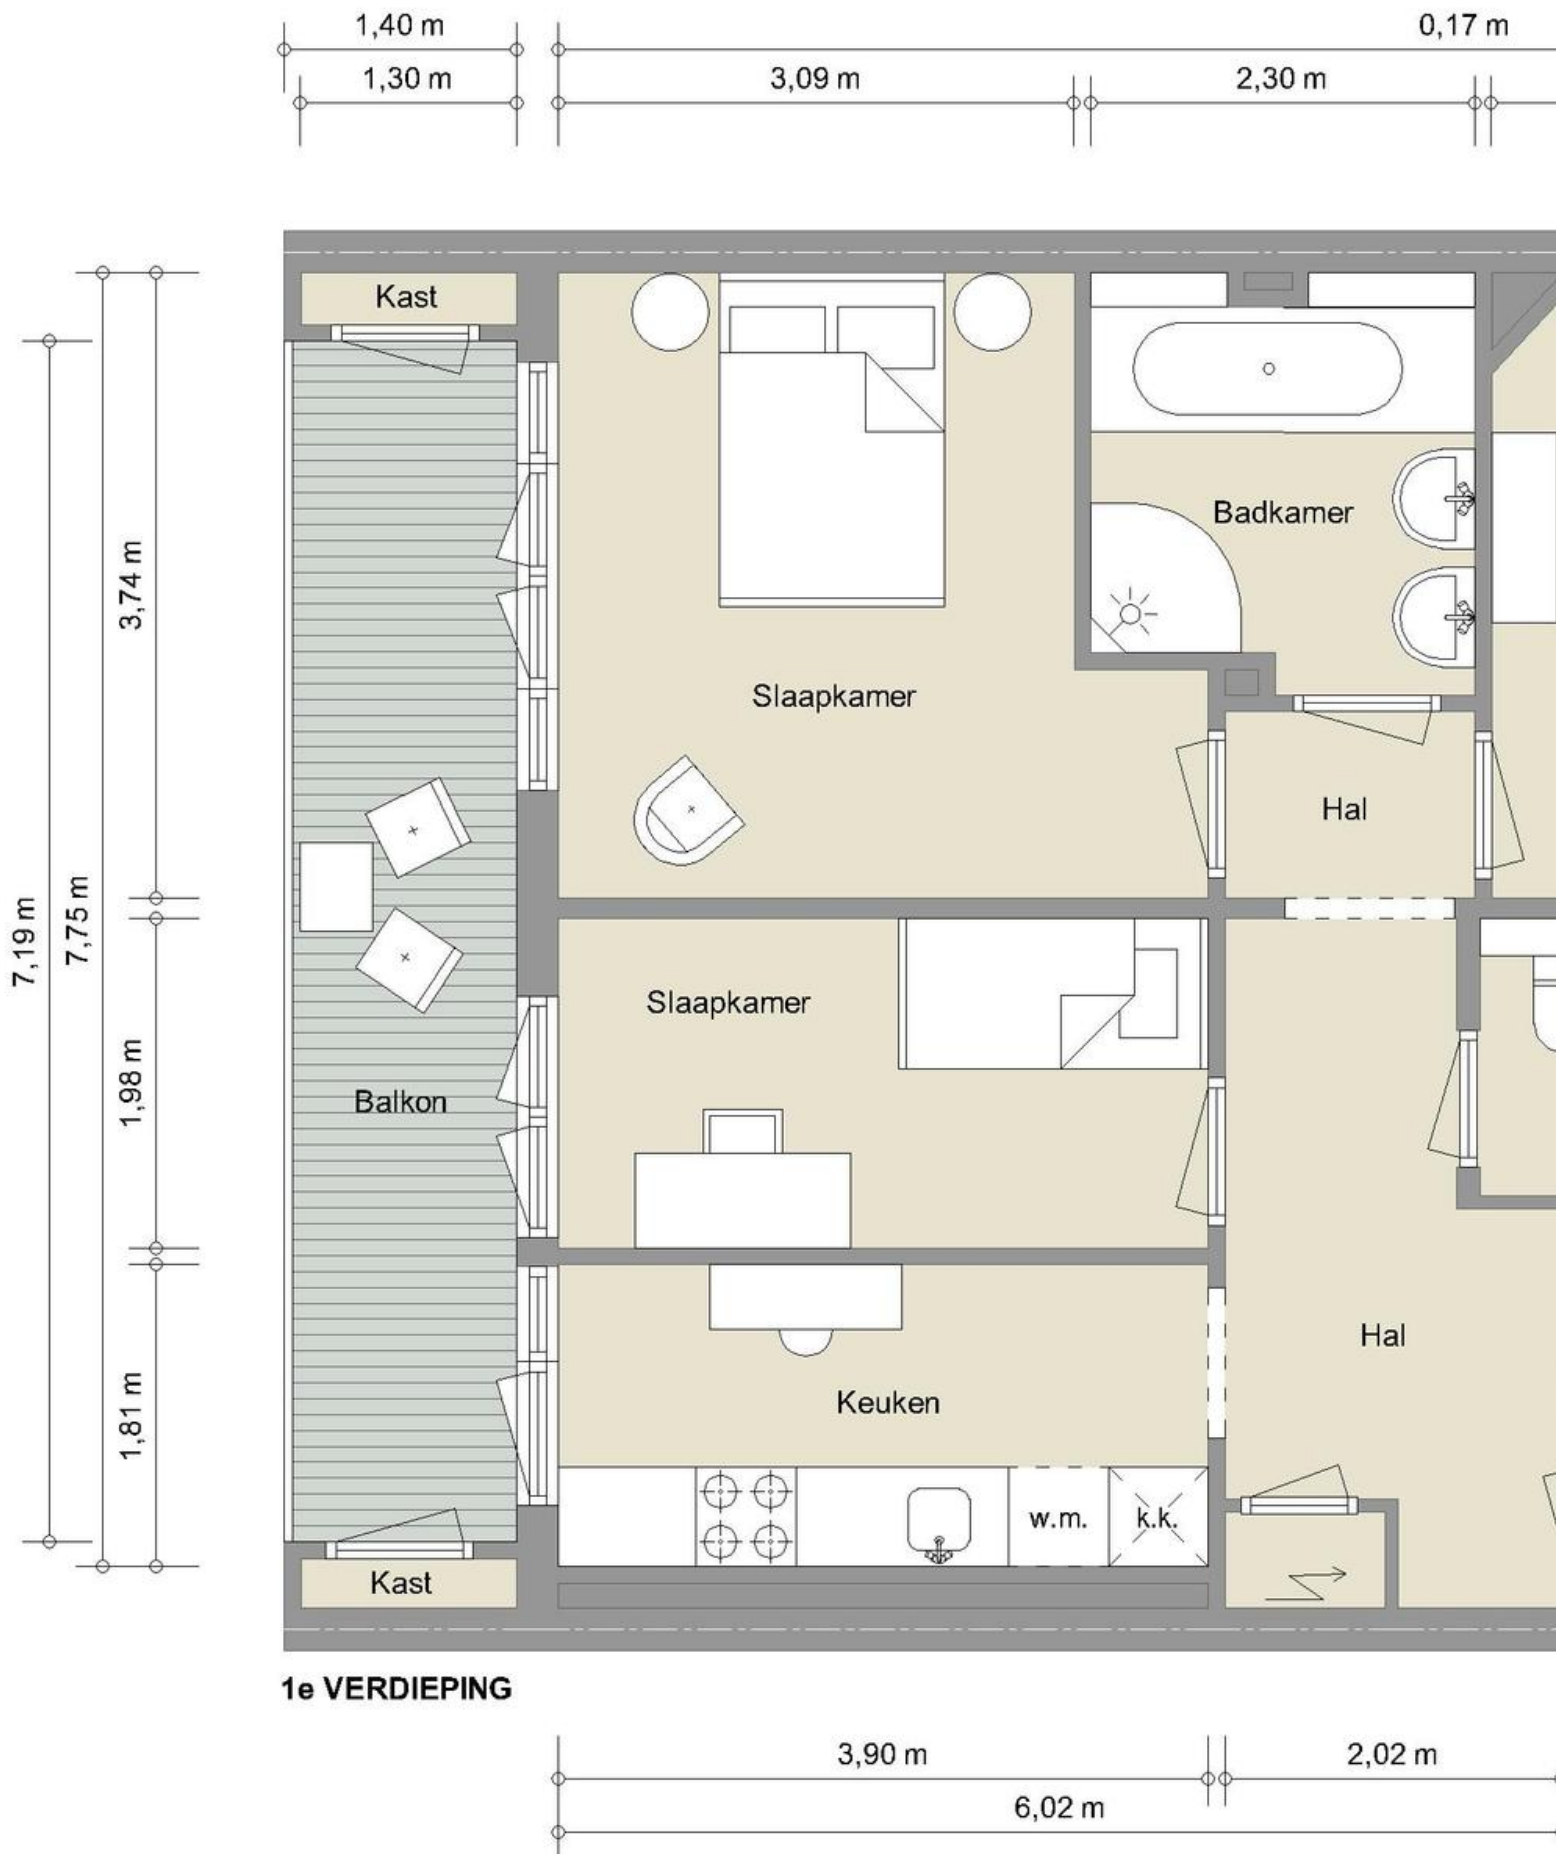 1,40 m
0,17 m
1,30 m
3,09 m
2,30 m
Kast
Badkamer
3,74 m
Slaapkamer
Hal
7,19 m
7,75 m
Slaapkamer
1,98 m
Balkon
Hal
1,81 m
Keuken
w.m.
k.k.
Kast
1e VERDIEPING
3,90 m
2,02 m
6,02 m